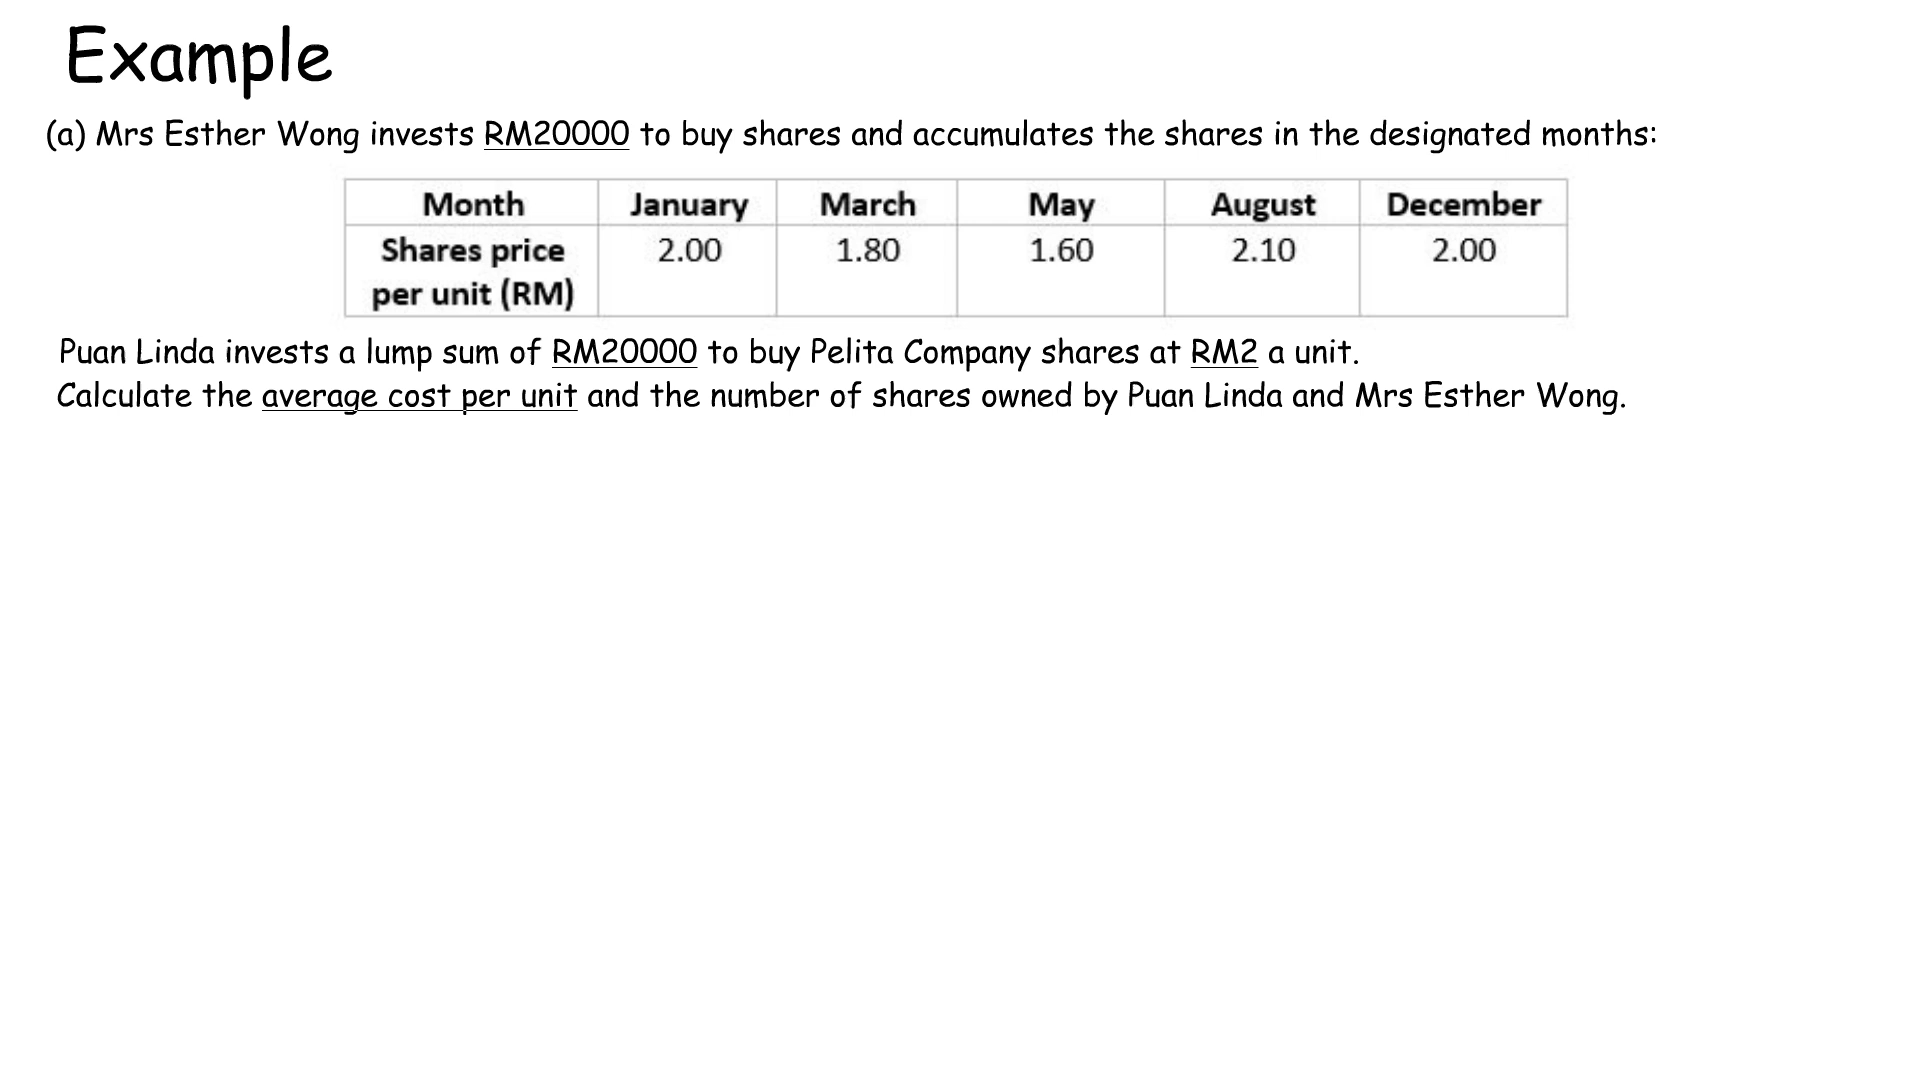 Example
(a) Mrs Esther Wong invests RM20000 to buy shares and accumulates the shares in the designated months:
Month January March May August December
Shares price per unit (RM) 2.00 1.80 1.60 2.10 2.00
Puan Linda invests a lump sum of RM20000 to buy Pelita Company shares at RM2 a unit.
Calculate the average cost per unit and the number of shares owned by Puan Linda and Mrs Esther Wong.